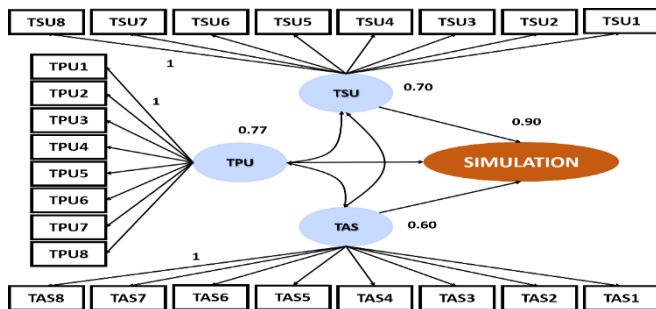 TSU8 TSU7 TSU6 TSU5 TSU4 TSU3 TSU2 TSU1
TPU1
1
TPU2
TSU
0.70
1
TPU3
0.77
0.90
TPU4
TPU
SIMULATION
TPU5
TPU6
TAS
0.60
TPU7
TPU8
1
TAS8 TAS7 TAS6 TAS5 TAS4 TAS3 TAS2 TAS1